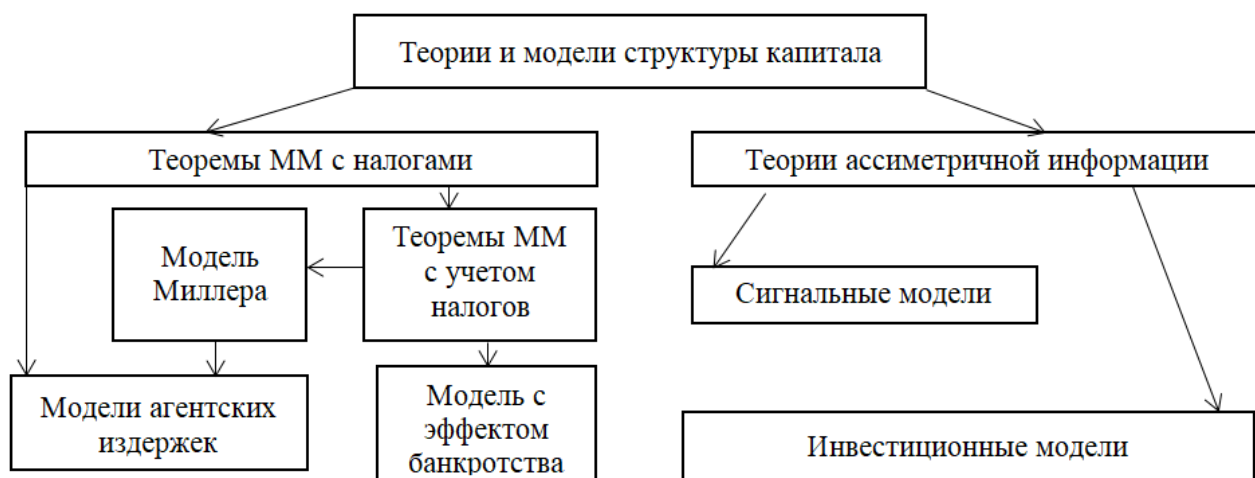 Теории и модели структуры капитала
Теоремы ММ с налогами
Теории ассиметричной информации
Модель
Миллера
Теоремы ММ
с учетом
налогов
Сигнальные модели
Модели агентских
издержек
Модель с
эффектом
банкротства
Инвестиционные модели